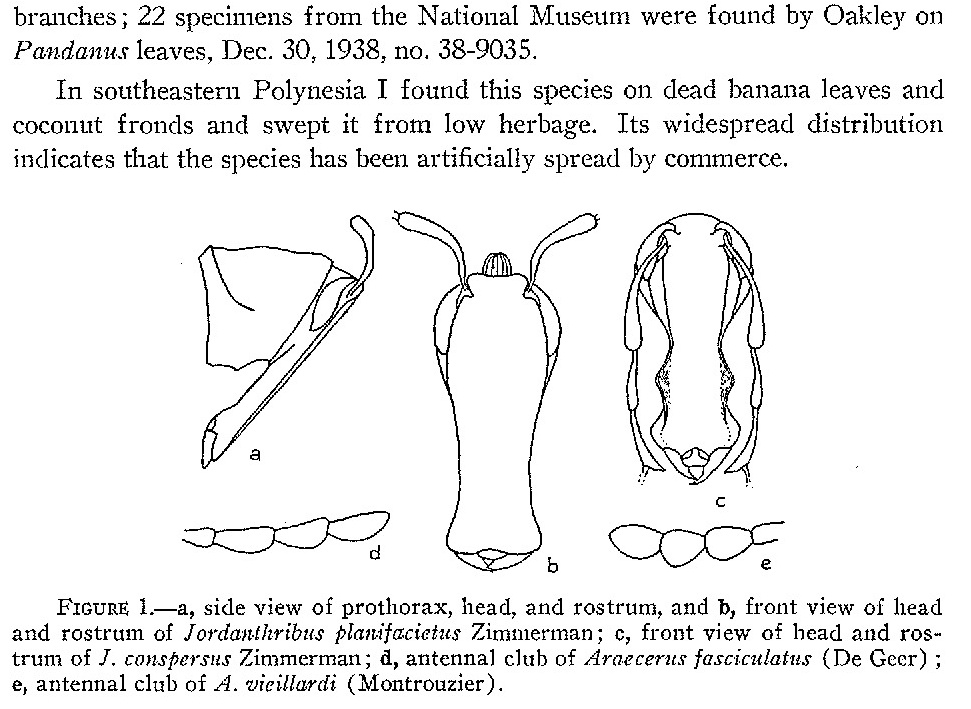 branches; 22 specimens from the National Museum were found by Oakley on
Pandanus leaves, Dec. 30, 1938, no. 38-9035.
In southeastern Polynesia I found this species on dead banana leaves and
coconut fronds and swept it from low herbage. Its widespread distribution
indicates that the species has been artificially spread by commerce.
a
c
d
b
e
FIGURE 1.—a, side view of prothorax, head, and rostrum, and b, front view of head
and rostrum of Jordanthribus planifacietus Zimmerman; c, front view of head and ros-
trum of J. conspersus Zimmerman; d, antennal club of Araecerus fasciculatus (De Geer);
e, antennal club of A. vieillardi (Montrouzier).